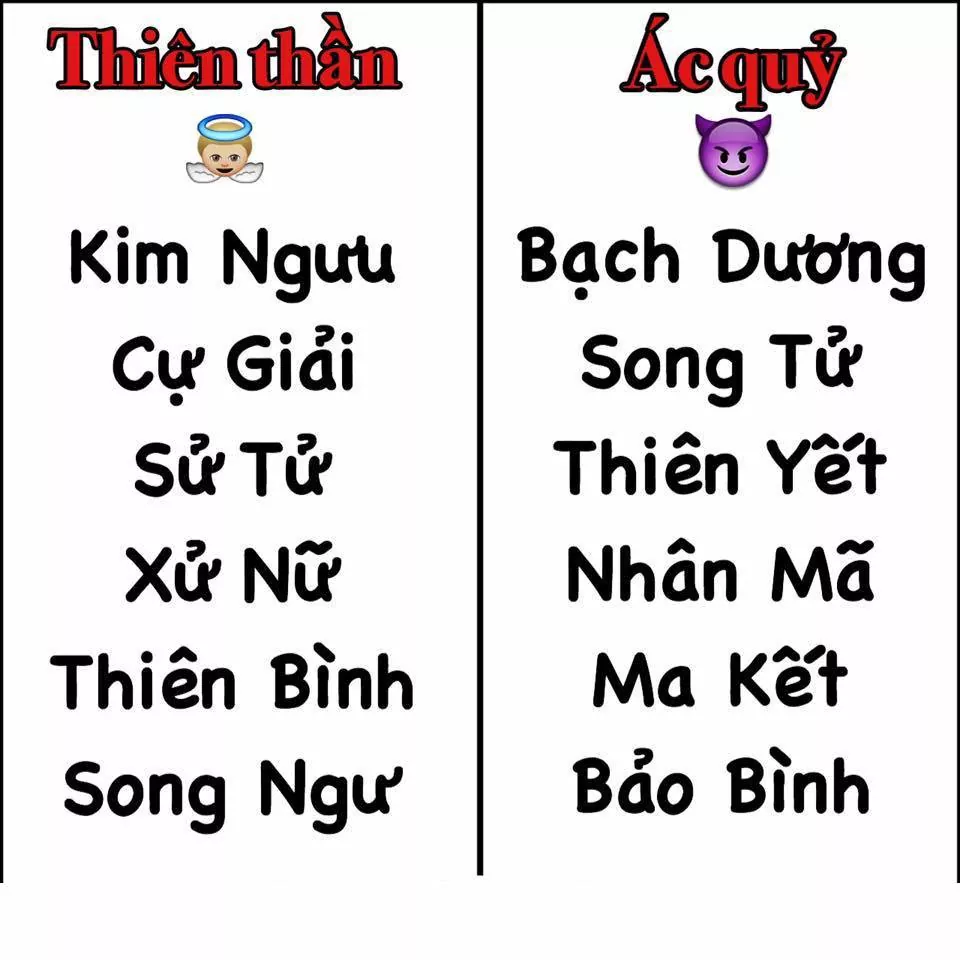 Thiên thần
Kim Ngưu
Cự Giải
Sử Tử
Xử Nữ
Thiên Bình
Song Ngư
Ác quỷ
Bạch Dương
Song Tử
Thiên Yết
Nhân Mã
Ma Kết
Bảo Bình